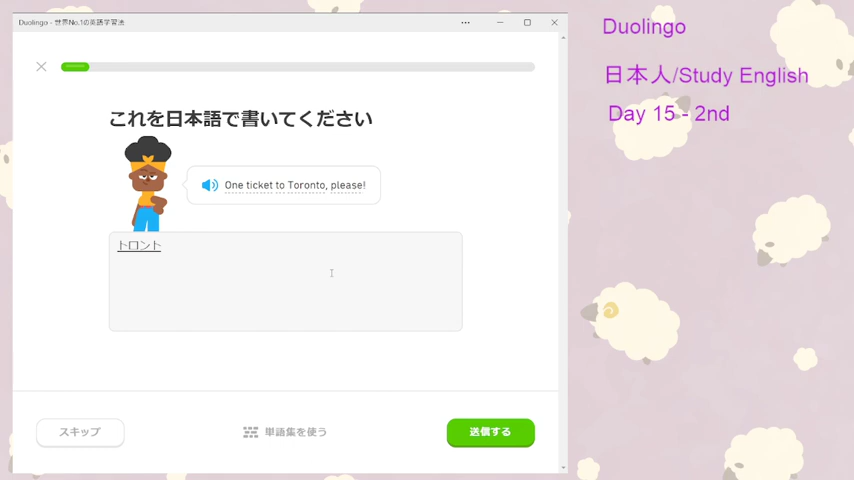 Duolingo - 世界No.1の英語学習法
これを日本語で書いてください
One ticket to Toronto, please!
トロント
スキップ
単語集を使う
送信する
Duolingo
日本人/Study English
Day 15 - 2nd